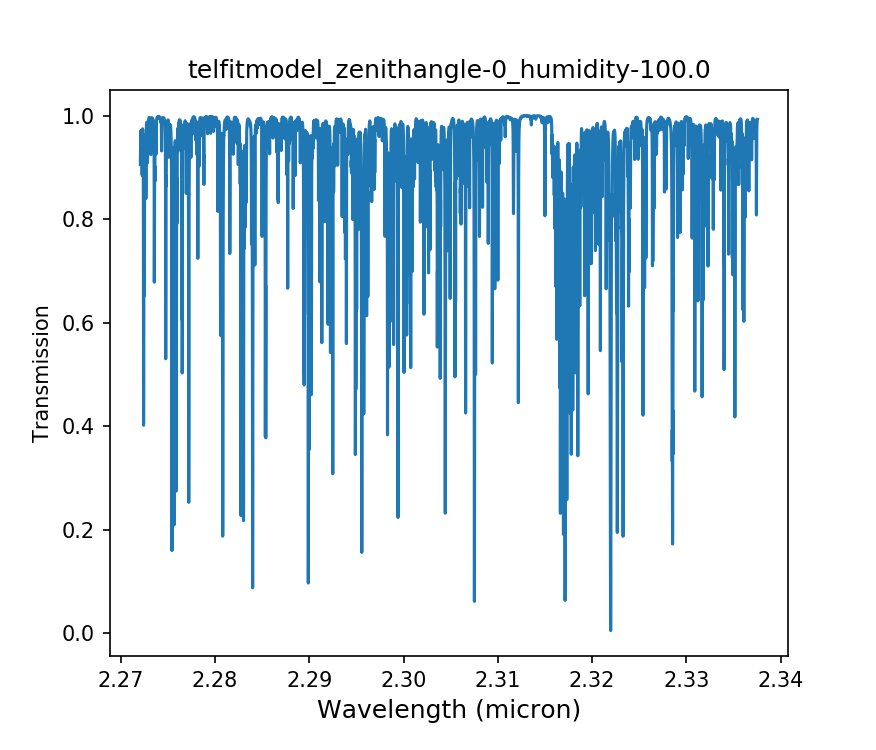 telfitmodel_zenithangle-0_humidity-100.0
1.0
0.8
0.6
0.4
0.2
0.0
Transmission
2.27 2.28 2.29 2.30 2.31 2.32 2.33 2.34
Wavelength (micron)